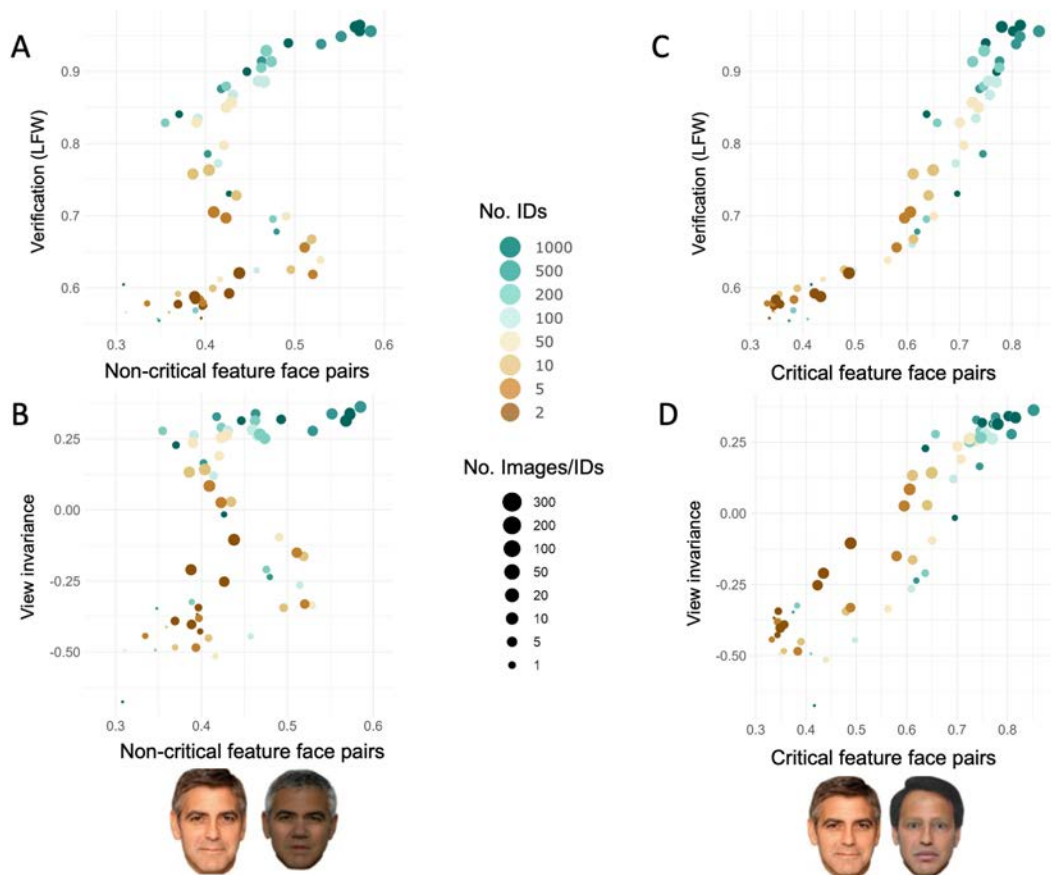 A
Verification (LFW)
0.9
0.8
0.7
0.6
0.3 0.4 0.5 0.6
Non-critical feature face pairs
B
View invariance
0.25
0.00
-0.25
-0.50
0.3 0.4 0.5 0.6
Non-critical feature face pairs
No. IDs
1000
500
200
100
50
10
5
2
No. Images/IDs
300
200
100
50
20
10
5
1
C
Verification (LFW)
0.9
0.8
0.7
0.6
0.3 0.4 0.5 0.6 0.7 0.8
Critical feature face pairs
D
View invariance
0.25
0.00
-0.25
-0.50
0.3 0.4 0.5 0.6 0.7 0.8
Critical feature face pairs